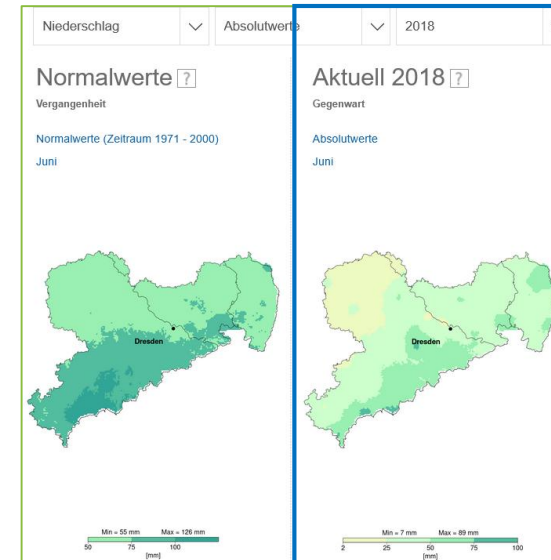 Niederschlag
Absolutwerte
2018
Normalwerte ?
Vergangenheit
Normalwerte (Zeitraum 1971 - 2000)
Juni
Dresden
Min = 55 mm Max = 126 mm
50 75 100
[mm]
Aktuell 2018 ?
Gegenwart
Absolutwerte
Juni
Dresden
Min = 7 mm Max = 89 mm
2 25 50 75 100
[mm]